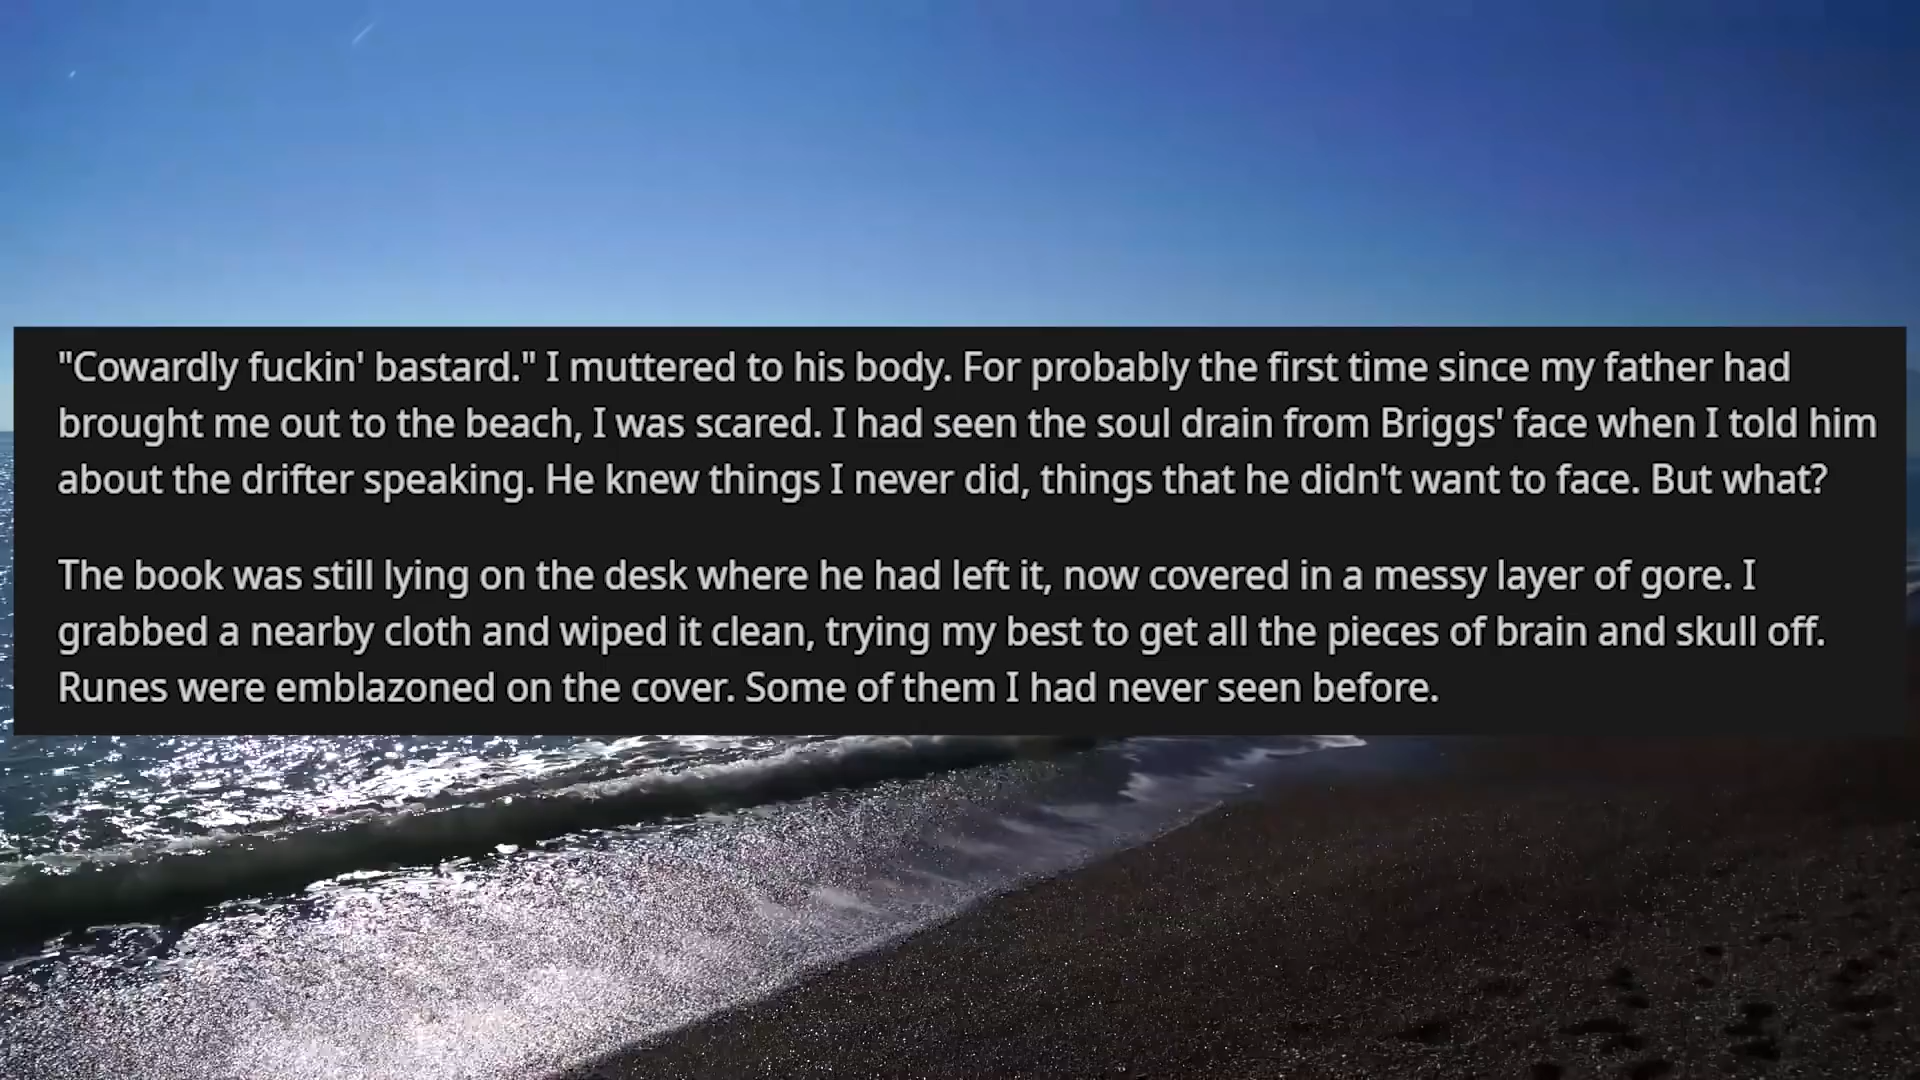 "Cowardly fuckin' bastard." I muttered to his body. For probably the first time since my father had
brought me out to the beach, I was scared. I had seen the soul drain from Briggs' face when I told him
about the drifter speaking. He knew things I never did, things that he didn't want to face. But what?
The book was still lying on the desk where he had left it, now covered in a messy layer of gore. I
grabbed a nearby cloth and wiped it clean, trying my best to get all the pieces of brain and skull off.
Runes were emblazoned on the cover. Some of them I had never seen before.